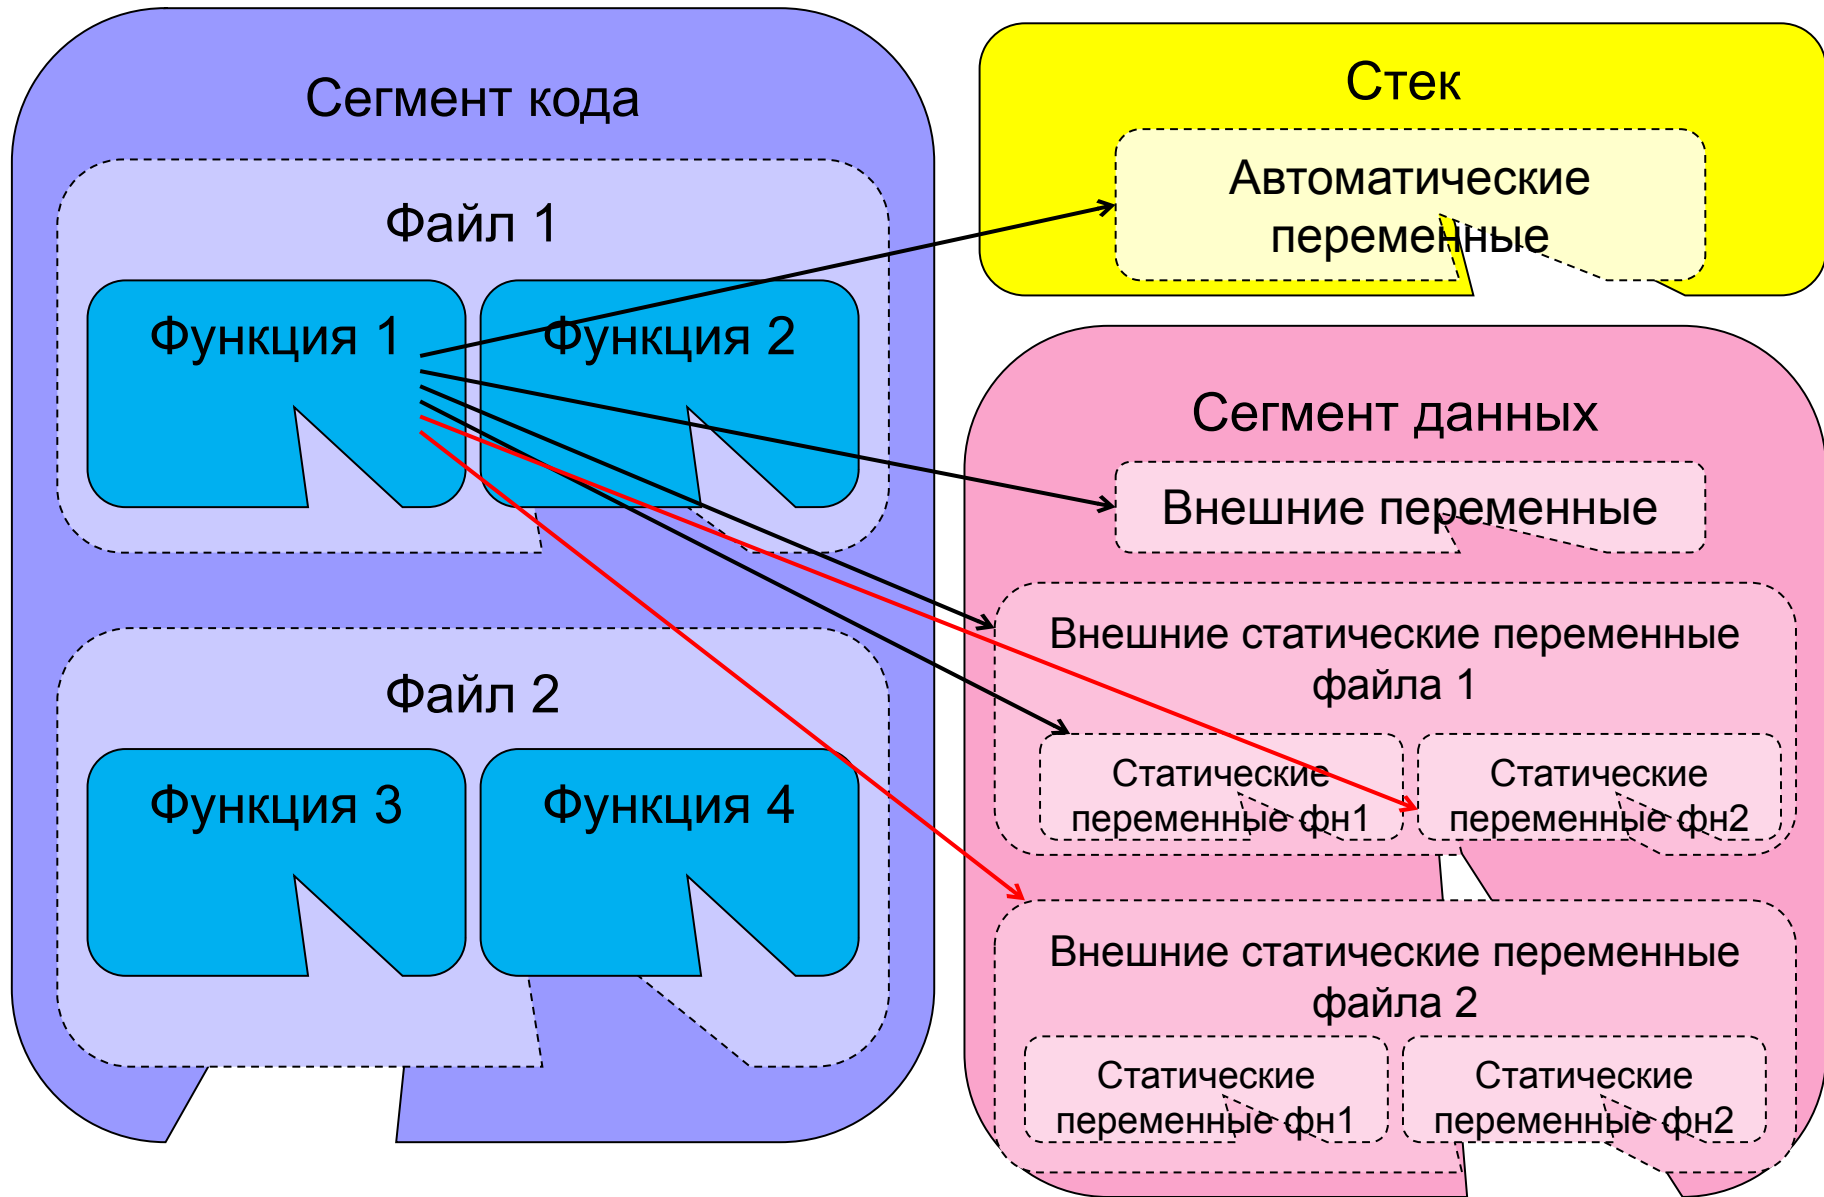 Сегмент кода
Файл 1
Функция 1
Функция 2
Файл 2
Функция 3
Функция 4
Стек
Автоматические
переменные
Сегмент данных
Внешние переменные
Внешние статические переменные
файла 1
Статические
переменные фн1
Статические
переменные фн2
Внешние статические переменные
файла 2
Статические
переменные фн1
Статические
переменные фн2